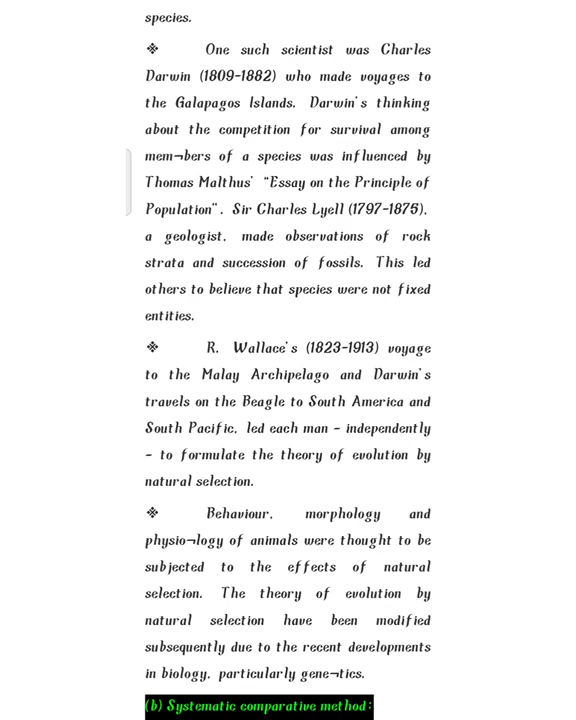 species.
❖ One such scientist was Charles
Darwin (1809-1882) who made voyages to
the Galapagos Islands. Darwin's thinking
about the competition for survival among
mem¬bers of a species was influenced by
Thomas Malthus' "Essay on the Principle of
Population". Sir Charles Lyell (1797-1875),
a geologist, made observations of rock
strata and succession of fossils. This led
others to believe that species were not fixed
entities.
❖ R. Wallace's (1823-1913) voyage
to the Malay Archipelago and Darwin's
travels on the Beagle to South America and
South Pacific, led each man - independently
- to formulate the theory of evolution by
natural selection.
❖ Behaviour, morphology and
physio¬logy of animals were thought to be
subjected to the effects of natural
selection. The theory of evolution by
natural selection have been modified
subsequently due to the recent developments
in biology, particularly gene¬tics.
(b) Systematic comparative method: